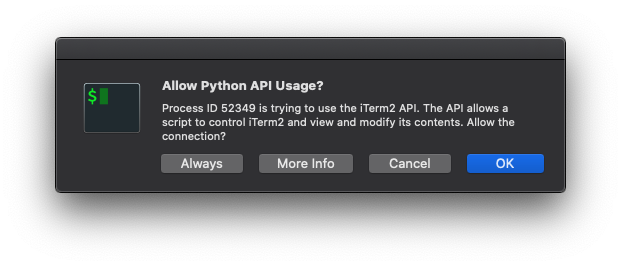 $
Allow Python API Usage?
Process ID 52349 is trying to use the iTerm2 API. The API allows a
script to control iTerm2 and view and modify its contents. Allow the
connection?
Always More Info Cancel OK